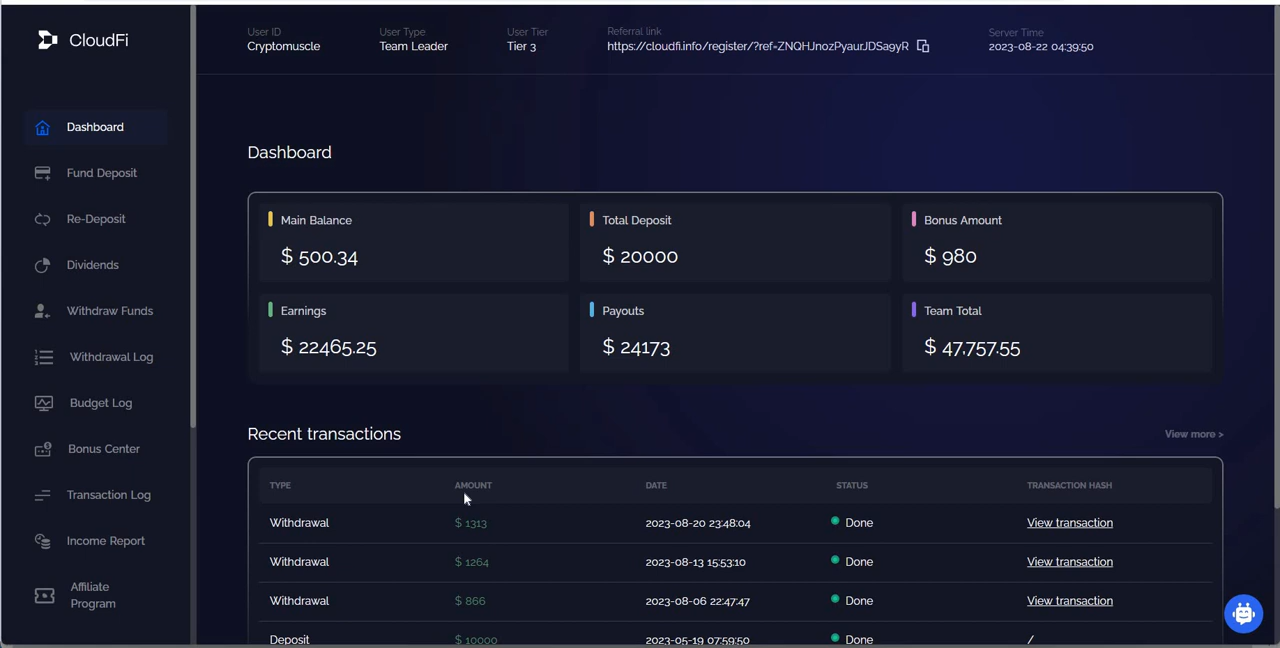 CloudFi
User ID
Cryptomuscle
User Type
Team Leader
User Tier
Tier 3
Referral link
https://cloudfi.info/register/?ref=ZNQHJnozPyaurJDSa9yR
Server Time
2023-08-22 04:39:50
Dashboard
Fund Deposit
Re-Deposit
Dividends
Withdraw Funds
Withdrawal Log
Budget Log
Bonus Center
Transaction Log
Income Report
Affiliate
Program
Dashboard
Main Balance
$ 500.34
Total Deposit
$ 20000
Bonus Amount
$ 980
Earnings
$ 22465.25
Payouts
$ 24173
Team Total
$ 47,757.55
Recent transactions
View more >
TYPE AMOUNT DATE STATUS TRANSACTION HASH
Withdrawal $ 1313 2023-08-20 23:48:04 Done View transaction
Withdrawal $ 1264 2023-08-13 15:53:10 Done View transaction
Withdrawal $ 866 2023-08-06 22:47:47 Done View transaction
Deposit $ 10000 2023-05-19 07:59:50 Done /